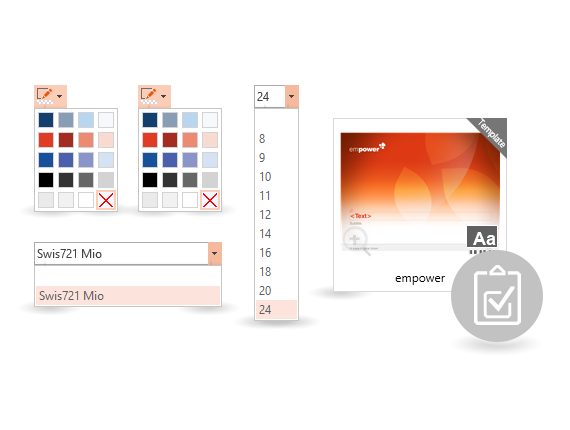 24
8
9
10
11
12
14
16
18
20
24
Swis721 Mio
Swis721 Mio
Template
empower
<Text>
Aa
empower